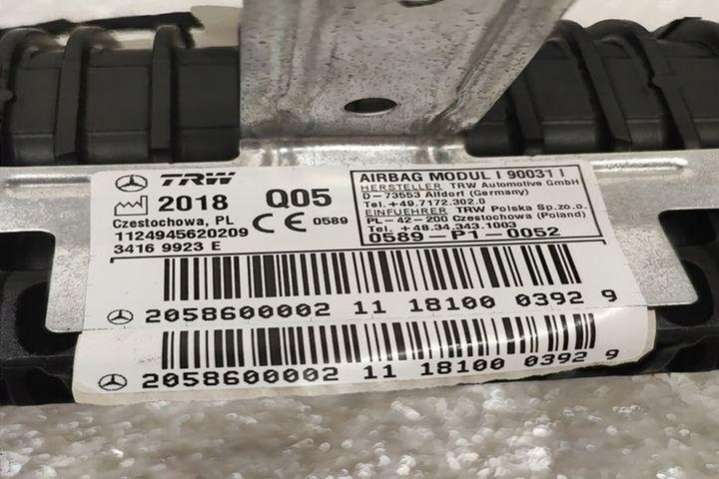 TRW
2018 Q05
Czestochowa, PL CE 0589
1124945620209
3416 9923 E
AIRBAG MODUL I 90031 I
HERSTELLER TRW Automotive GmbH
D-73553 Alldorf (Germany)
Tel.+49.7172.302.0
EINFUEHRER TRW Polska Sp.zo.o.
PL-42-200 Czestochowa (Poland)
Tel. +48.34.343.1003
0589-P1-0052
2058600002 11 18100 0392 9
2058600002 11 18100 0392 9